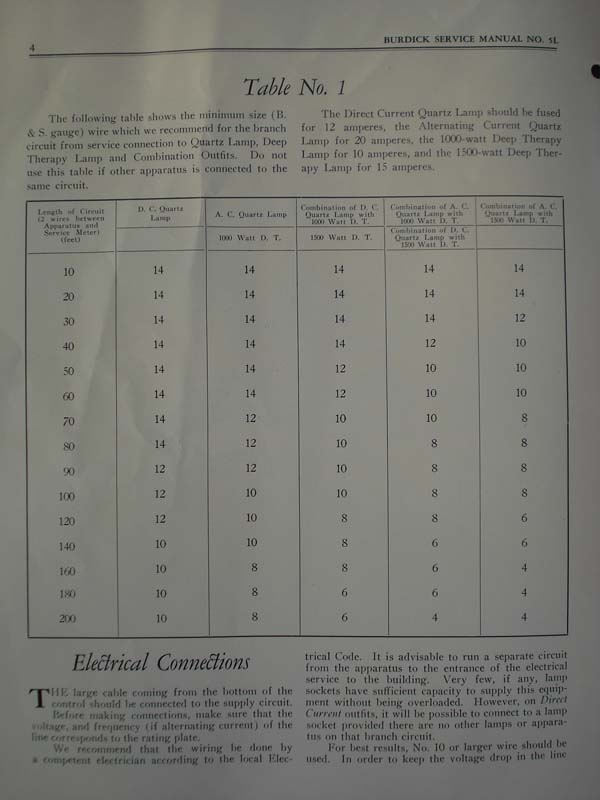 4
BURDICK SERVICE MANUAL NO. 5L
Table No. 1
The following table shows the minimum size (B.
& S. gauge) wire which we recommend for the branch
circuit from service connection to Quartz Lamp, Deep
Therapy Lamp and Combination Outfits. Do not
use this table if other apparatus is connected to the
same circuit.
The Direct Current Quartz Lamp should be fused
for 12 amperes, the Alternating Current Quartz
Lamp for 20 amperes, the 1000-watt Deep Therapy
Lamp for 10 amperes, and the 1500-watt Deep Ther-
apy Lamp for 15 amperes.
Length of Circuit
(2 wires between
Apparatus and
Service Meter)
(feet)
D. C. Quartz
Lamp
A. C. Quartz Lamp
1000 Watt D. T.
Combination of D. C.
Quartz Lamp with
1000 Watt D. T.
1500 Watt D. T.
Combination of A. C.
Quartz Lamp with
1000 Watt D. T.
Combination of D. C.
Quartz Lamp with
1500 Watt D. T.
Combination of A. C.
Quartz Lamp with
1500 Watt D. T.
10 14 14 14 14 14
20 14 14 14 14 14
30 14 14 14 14 12
40 14 14 14 12 10
50 14 14 12 10 10
60 14 14 12 10 10
70 14 12 10 10 8
80 14 12 10 8 8
90 12 12 10 8 8
100 12 10 10 8 8
120 12 10 8 8 6
140 10 10 8 6 6
160 10 8 8 6 4
180 10 8 6 6 4
200 10 8 6 4 4
Electrical Connections
THE large cable coming from the bottom of the
control should be connected to the supply circuit.
Before making connections, make sure that the
voltage, and frequency (if alternating current) of the
line corresponds to the rating plate.
We recommend that the wiring be done by
a competent electrician according to the local Elec-
trical Code. It is advisable to run a separate circuit
from the apparatus to the entrance of the electrical
service to the building. Very few, if any, lamp
sockets have sufficient capacity to supply this equip-
ment without being overloaded. However, on Direct
Current outfits, it will be possible to connect to a lamp
socket provided there are no other lamps or appara-
tus on that branch circuit.
For best results, No. 10 or larger wire should be
used. In order to keep the voltage drop in the line